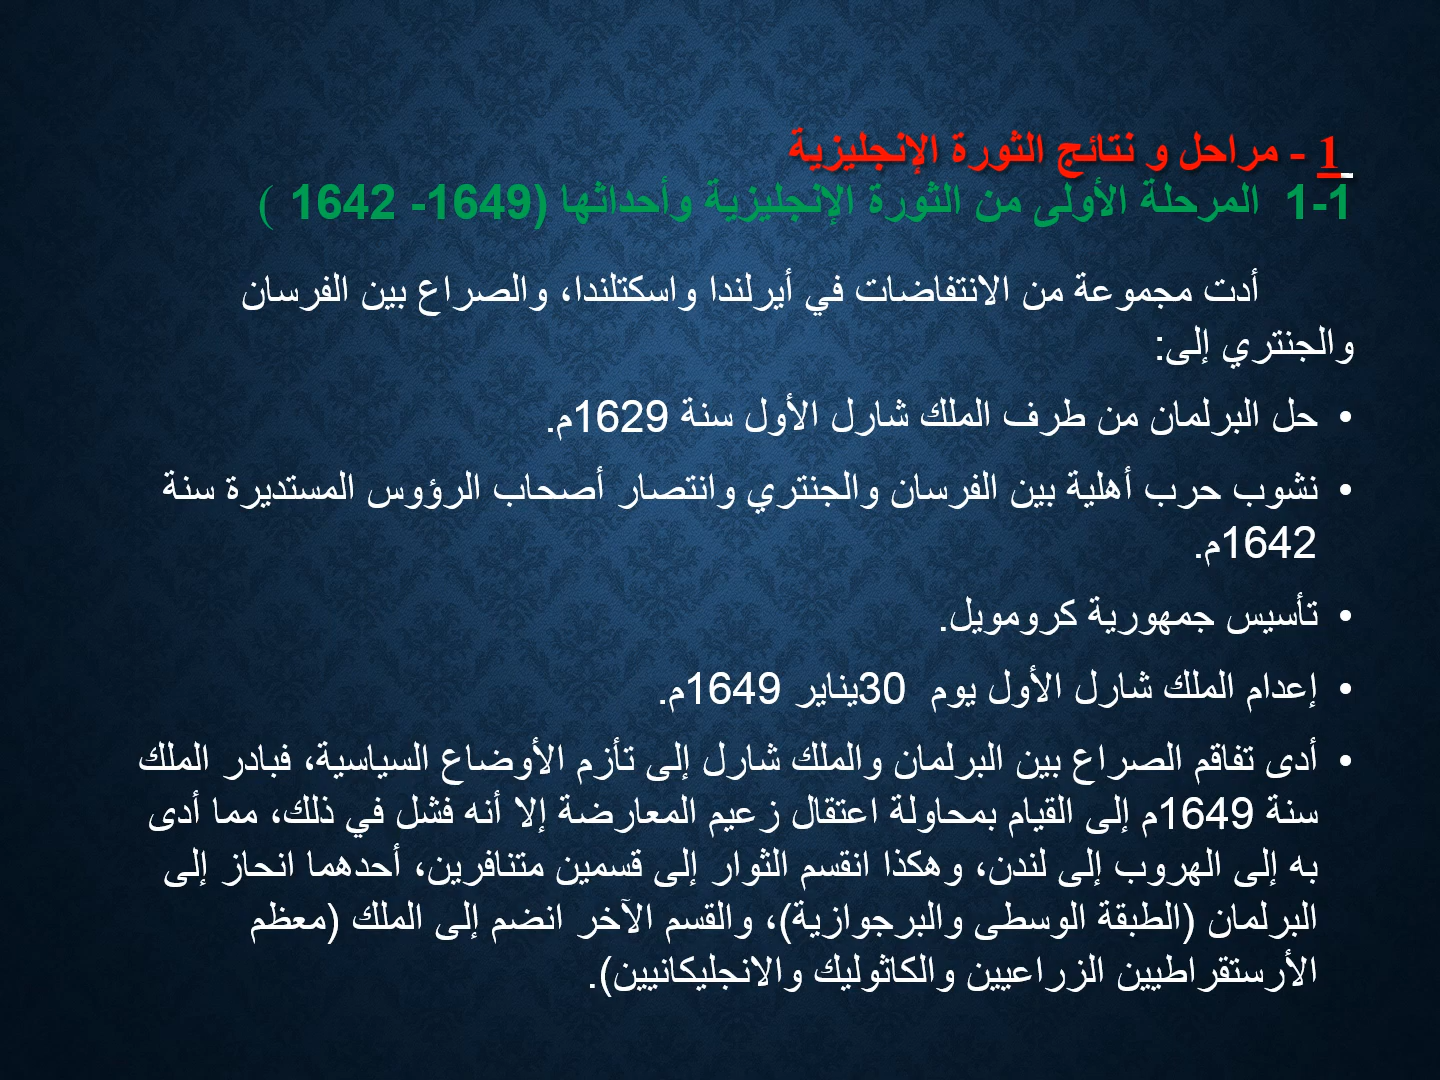 1 - مراحل و نتائج الثورة الإنجليزية
1-1 المرحلة الأولى من الثورة الإنجليزية وأحداثها (1649- 1642 )
أدت مجموعة من الانتفاضات في أيرلندا واسكتلندا، والصراع بين الفرسان
والجنتري إلى:
• حل البرلمان من طرف الملك شارل الأول سنة 1629م.
• نشوب حرب أهلية بين الفرسان والجنتري وانتصار أصحاب الرؤوس المستديرة سنة
1642م.
• تأسيس جمهورية كرومويل.
• إعدام الملك شارل الأول يوم 30يناير 1649م.
• أدى تفاقم الصراع بين البرلمان والملك شارل إلى تأزم الأوضاع السياسية، فبادر الملك
سنة 1649م إلى القيام بمحاولة اعتقال زعيم المعارضة إلا أنه فشل في ذلك، مما أدى
به إلى الهروب إلى لندن، وهكذا انقسم الثوار إلى قسمين متنافرين، أحدهما انحاز إلى
البرلمان (الطبقة الوسطى والبرجوازية)، والقسم الآخر انضم إلى الملك (معظم
الأرستقراطيين الزراعيين والكاثوليك والانجليكانيين).